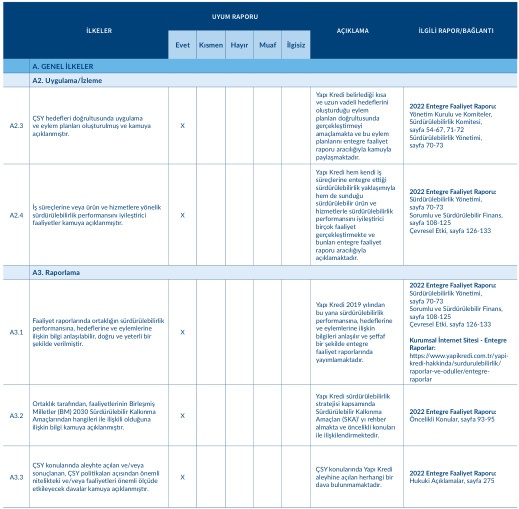 İLKELER
UYUM RAPORU
AÇIKLAMA
İLGİLİ RAPOR/BAĞLANTI
Evet
Kısmen
Hayır
Muaf
İlgisiz
A. GENEL İLKELER
A2. Uygulama/İzleme
A2.3
ÇSY hedefleri doğrultusunda uygulama
ve eylem planları oluşturulmuş ve kamuya
açıklanmıştır.
X
Yapı Kredi belirlediği kısa
ve uzun vadeli hedeflerini
oluşturduğu eylem
planları doğrultusunda
gerçekleştirmeyi
amaçlamakta ve bu eylem
planlarını entegre faaliyet
raporu aracılığıyla kamuyla
paylaşmaktadır.
2022 Entegre Faaliyet Raporu:
Yönetim Kurulu ve Komiteler,
Sürdürülebilirlik Komitesi,
sayfa 54-67, 71-72
Sürdürülebilirlik Yönetimi,
sayfa 70-73
A2.4
İş süreçlerine veya ürün ve hizmetlere yönelik
sürdürülebilirlik performansını iyileştirici
faaliyetler kamuya açıklanmıştır.
X
Yapı Kredi hem kendi iş
süreçlerine entegre ettiği
sürdürülebilirlik yaklaşımıyla
hem de sunduğu
sürdürülebilir ürün ve
hizmetlerle sürdürülebilirlik
performansını iyileştirici
birçok faaliyet
gerçekleştirmekte ve
bunları entegre faaliyet
raporu aracılığıyla
açıklamaktadır.
2022 Entegre Faaliyet Raporu:
Sürdürülebilirlik Yönetimi,
sayfa 70-73
Sorumlu ve Sürdürülebilir Finans,
sayfa 108-125
Çevresel Etki, sayfa 126-133
A3. Raporlama
A3.1
Faaliyet raporlarında ortaklığın sürdürülebilirlik
performansına, hedeflerine ve eylemlerine
ilişkin bilgi anlaşılabilir, doğru ve yeterli bir
şekilde verilmiştir.
X
Yapı Kredi 2019 yılından
bu yana sürdürülebilirlik
performansına, hedeflerine
ve eylemlerine ilişkin
bilgileri anlaşılır ve şeffaf
bir şekilde entegre
faaliyet raporlarında
yayımlamaktadır.
2022 Entegre Faaliyet Raporu:
Sürdürülebilirlik Yönetimi,
sayfa 70-73
Sorumlu ve Sürdürülebilir Finans,
sayfa 108-125
Çevresel Etki, sayfa 126-133
Kurumsal İnternet Sitesi - Entegre
Raporlar:
https://www.yapikredi.com.tr/yapi-
kredi-hakkinda/surdurulebilirlik/
raporlar-ve-oduller/entegre-
raporlar
A3.2
Ortaklık tarafından, faaliyetlerinin Birleşmiş
Milletler (BM) 2030 Sürdürülebilir Kalkınma
Amaçlarından hangileri ile ilişkili olduğuna
ilişkin bilgi kamuya açıklanmıştır.
X
Yapı Kredi sürdürülebilirlik
stratejisi kapsamında
Sürdürülebilir Kalkınma
Amaçları (SKA)' yı rehber
almakta ve öncelikli konuları
ile ilişkilendirmektedir.
2022 Entegre Faaliyet Raporu:
Öncelikli Konular, sayfa 93-95
A3.3
ÇSY konularında aleyhte açılan ve/veya
sonuçlanan, ÇSY politikaları açısından önemli
nitelikteki ve/veya faaliyetleri önemli ölçüde
etkileyecek davalar kamuya açıklanmıştır.
X
ÇSY konularında Yapı Kredi
aleyhine açılan herhangi bir
dava bulunmamaktadır.
2022 Entegre Faaliyet Raporu:
Hukuki Açıklamalar, sayfa 275